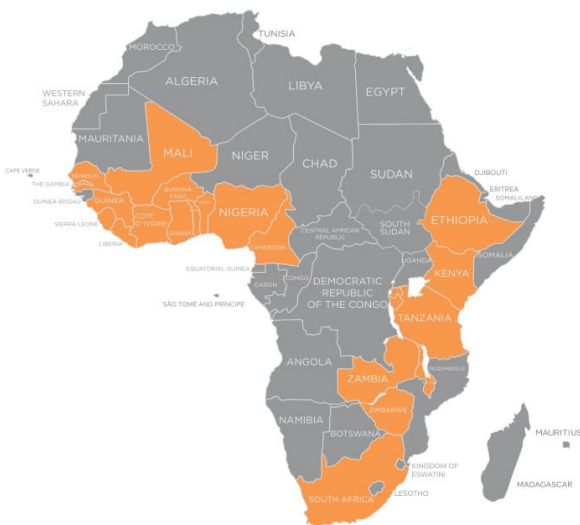 TUNISIA
MOROCCO
ALGERIA
LIBYA
EGYPT
WESTERN
SAHARA
MAURITANIA
MALI
NIGER
CHAD
SUDAN
CAPE VERDE
SENEGAL
THE GAMBIA
GUINEA-BISSAU
GUINEA
SIERRA LEONE
LIBERIA
COTE
D'IVOIRE
BURKINA
FASO
GHANA
NIGERIA
CAMEROON
CENTRAL AFRICAN
REPUBLIC
SOUTH
SUDAN
ETHIOPIA
DJIBOUTI
ERITREA
SOMALILAND
SOMALIA
UGANDA
KENYA
EQUATORIAL GUINEA
SÃO TOMÉ AND PRÍNCIPE
GABON
CONGO
DEMOCRATIC
REPUBLIC
OF THE CONGO
TANZANIA
ANGOLA
ZAMBIA
MOZAMBIQUE
ZIMBAGWE
NAMIBIA
BOTSWANA
MAURITIUS
MADAGASCAR
KINGDOM OF
ESWATINI
LESOTHO
SOUTH AFRICA